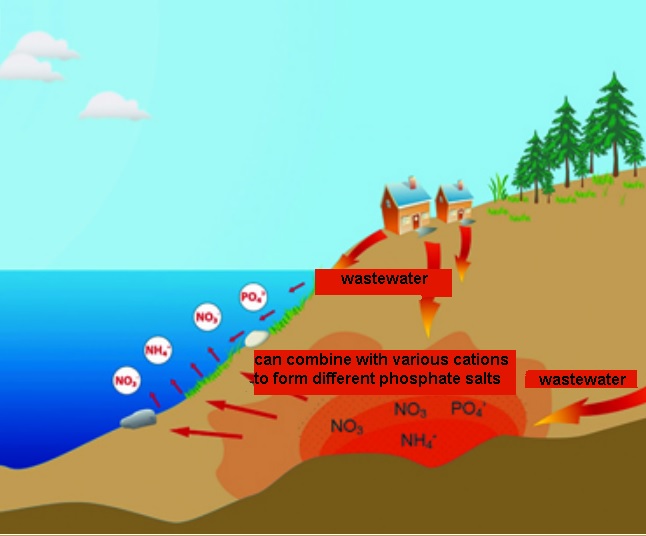 wastewater
PO₄⁺
NO₃⁻
NH₄⁻
NO₃
can combine with various cations
to form different phosphate salts
wastewater
NO₃ PO₄⁺
NO₃
NH₄⁺